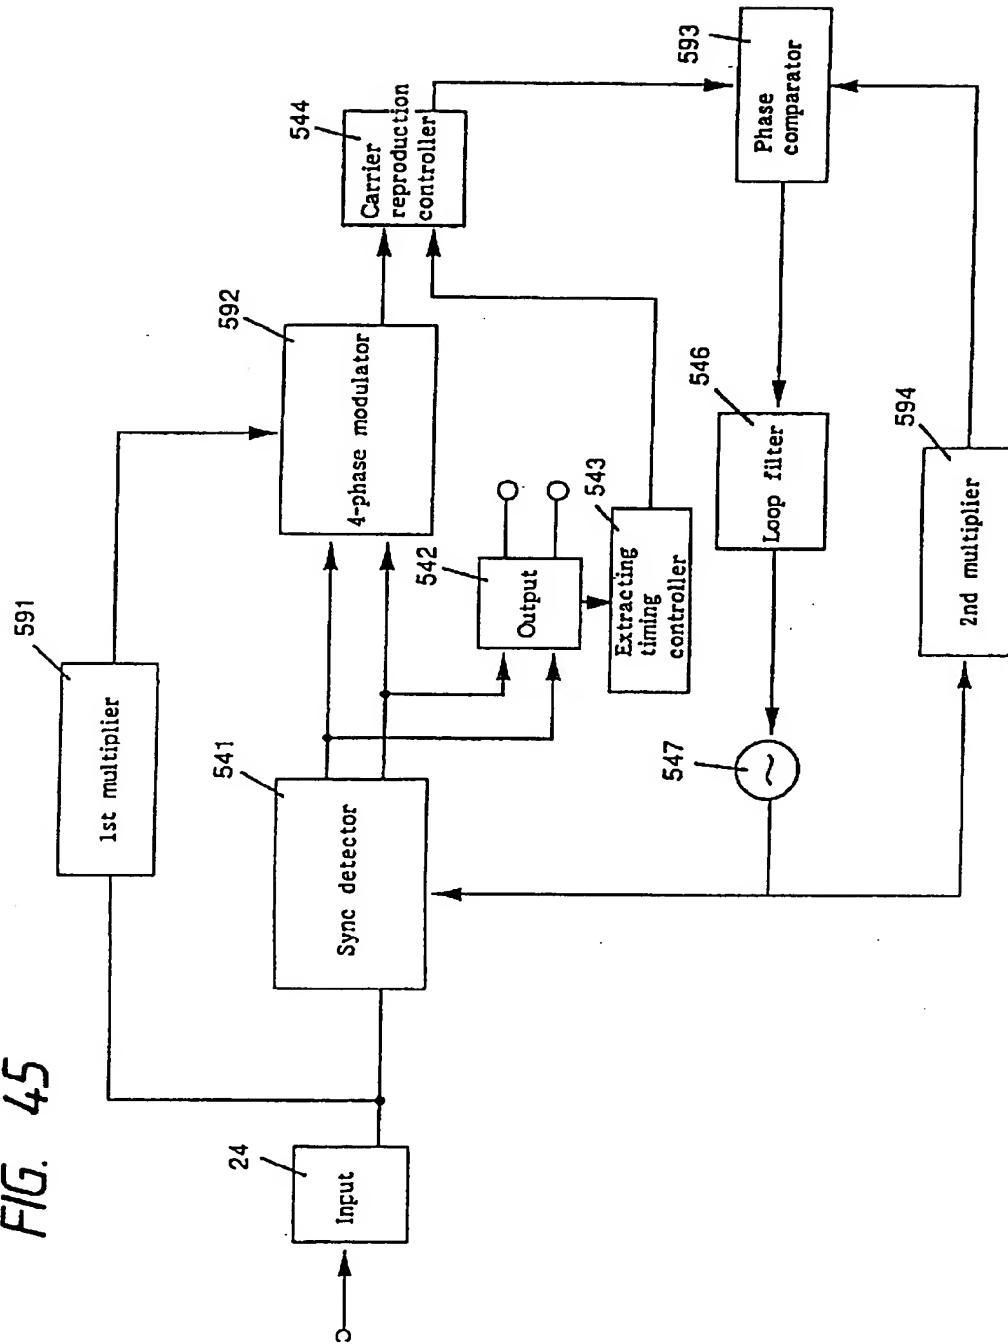 FIG. 45
591
1st multiplier
592
4-phase modulator
544
Carrier
reproduction
controller
24
Input
541
Sync detector
542
Output
543
Extracting
timing
controller
593
Phase
comparator
546
Loop filter
547
~
594
2nd multiplier